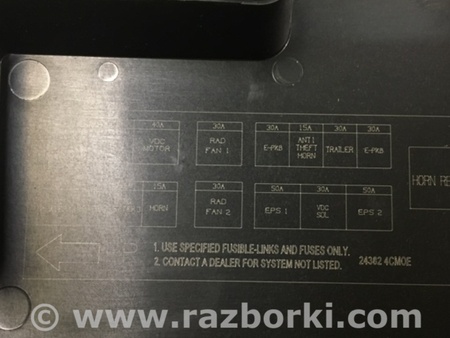 40A 30A 30A 15A 30A 30A
VDC MOTOR RAD FAN 1 E-PKB ANTI THEFT HORN TRAILER E-PKB
HORN RE
15A 30A 50A 30A 50A
HORN RAD FAN 2 EPS 1 VDC SOL EPS 2
1. USE SPECIFIED FUSIBLE-LINKS AND FUSES ONLY.
2. CONTACT A DEALER FOR SYSTEM NOT LISTED. 24382 4CM0E
© www.razborki.com